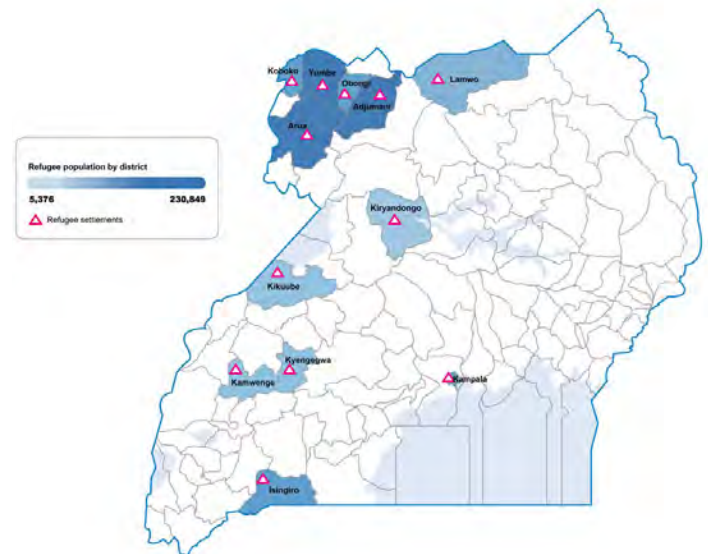 Koboko
Yumbe
Obongi
Adjumani
Lamwo
Arua
Refugee population by district
5,376 230,849
Refugee settlements
Kiryandongo
Kikuube
Kyengegwa
Kamwenge
Kampala
Isingiro